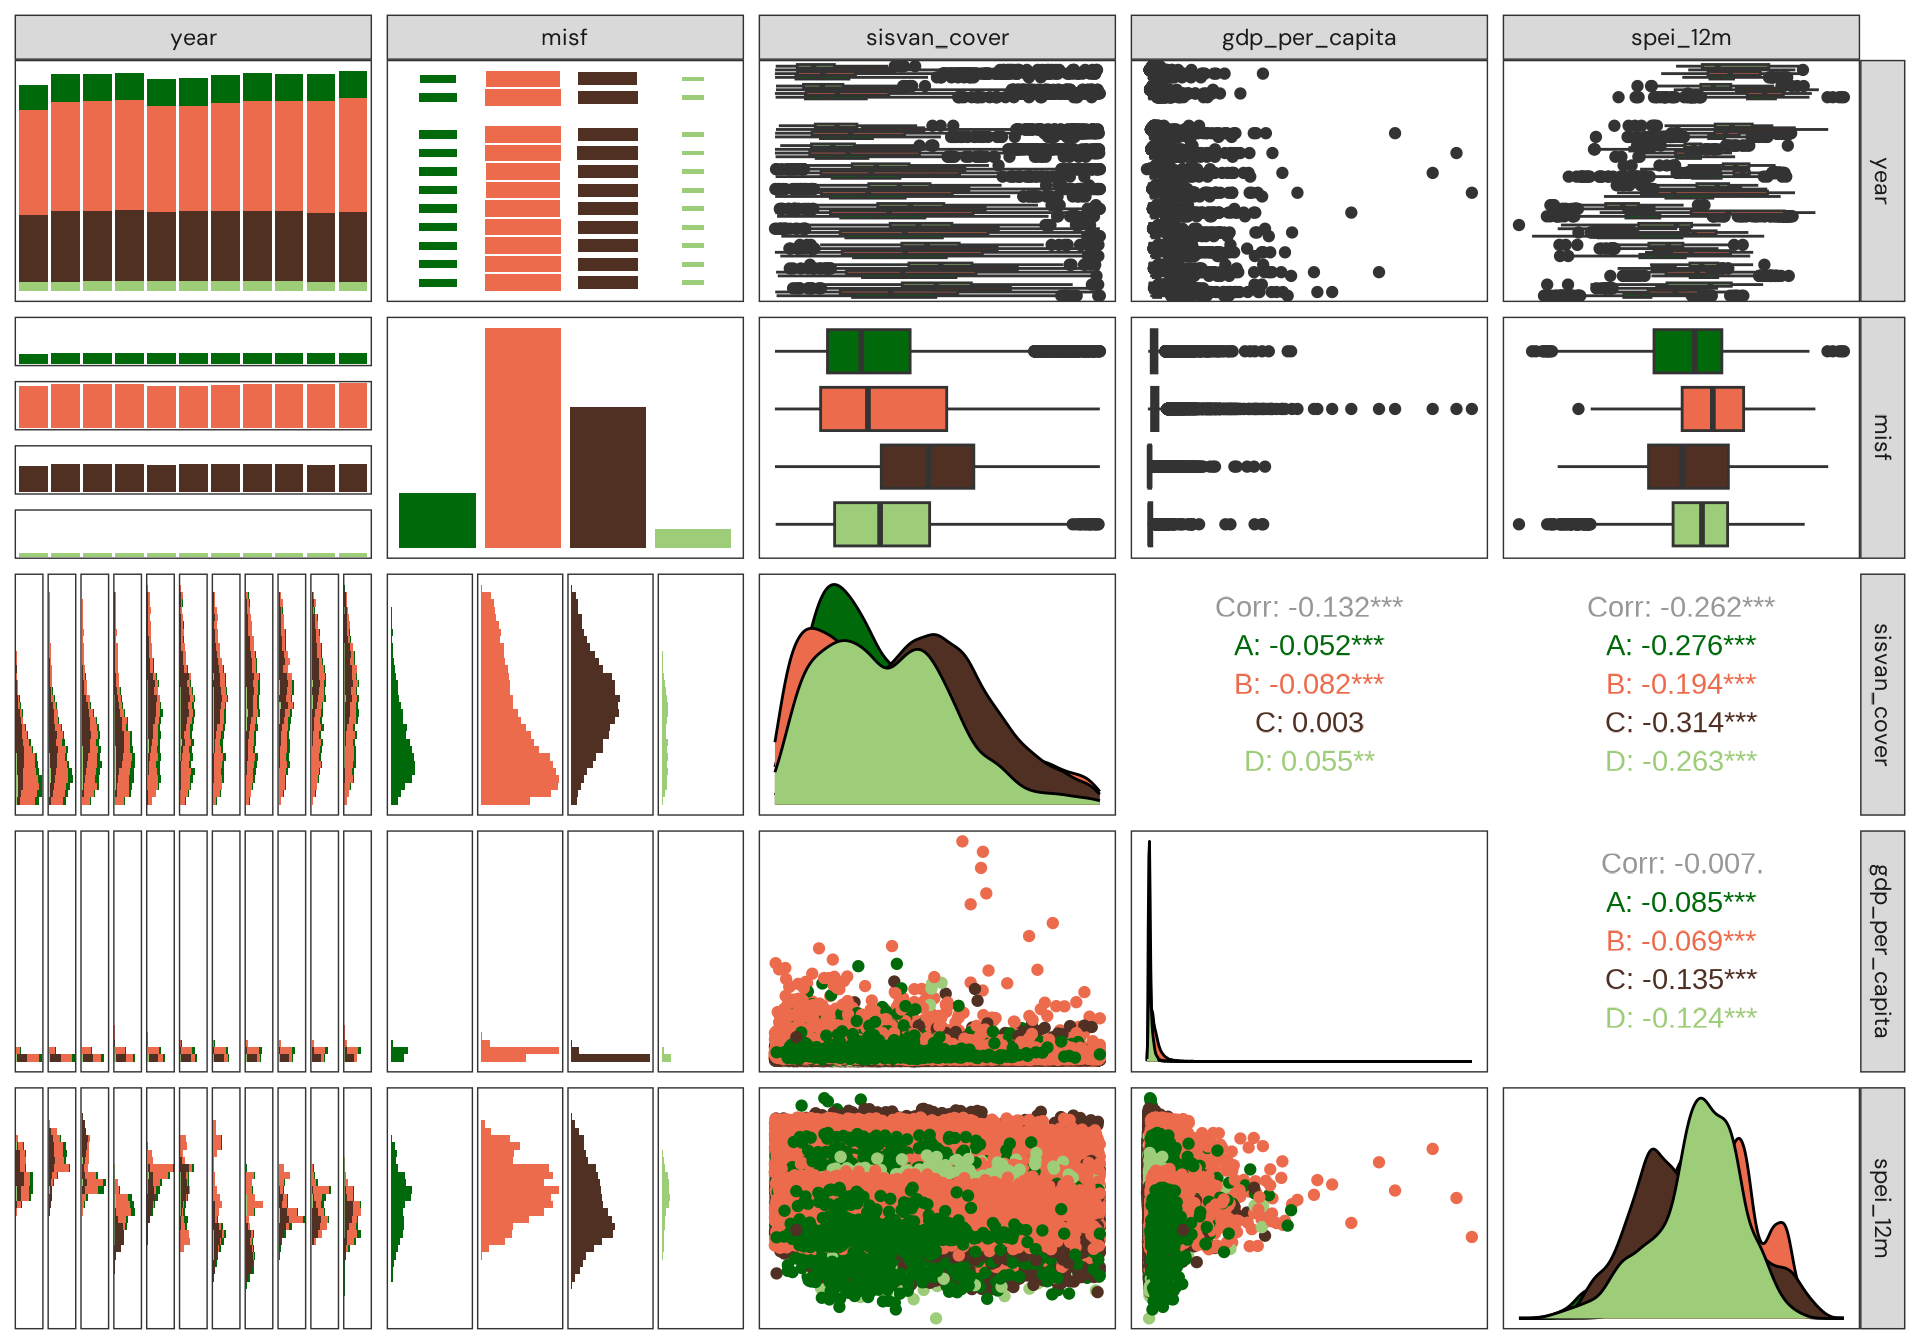 year
misf
sisvan_cover
gdp_per_capita
spei_12m
year
misf
Corr: -0.132***
A: -0.052***
B: -0.082***
C: 0.003
D: 0.055**
Corr: -0.262***
A: -0.276***
B: -0.194***
C: -0.314***
D: -0.263***
sisvan_cover
Corr: -0.007.
A: -0.085***
B: -0.069***
C: -0.135***
D: -0.124***
gdp_per_capita
spei_12m